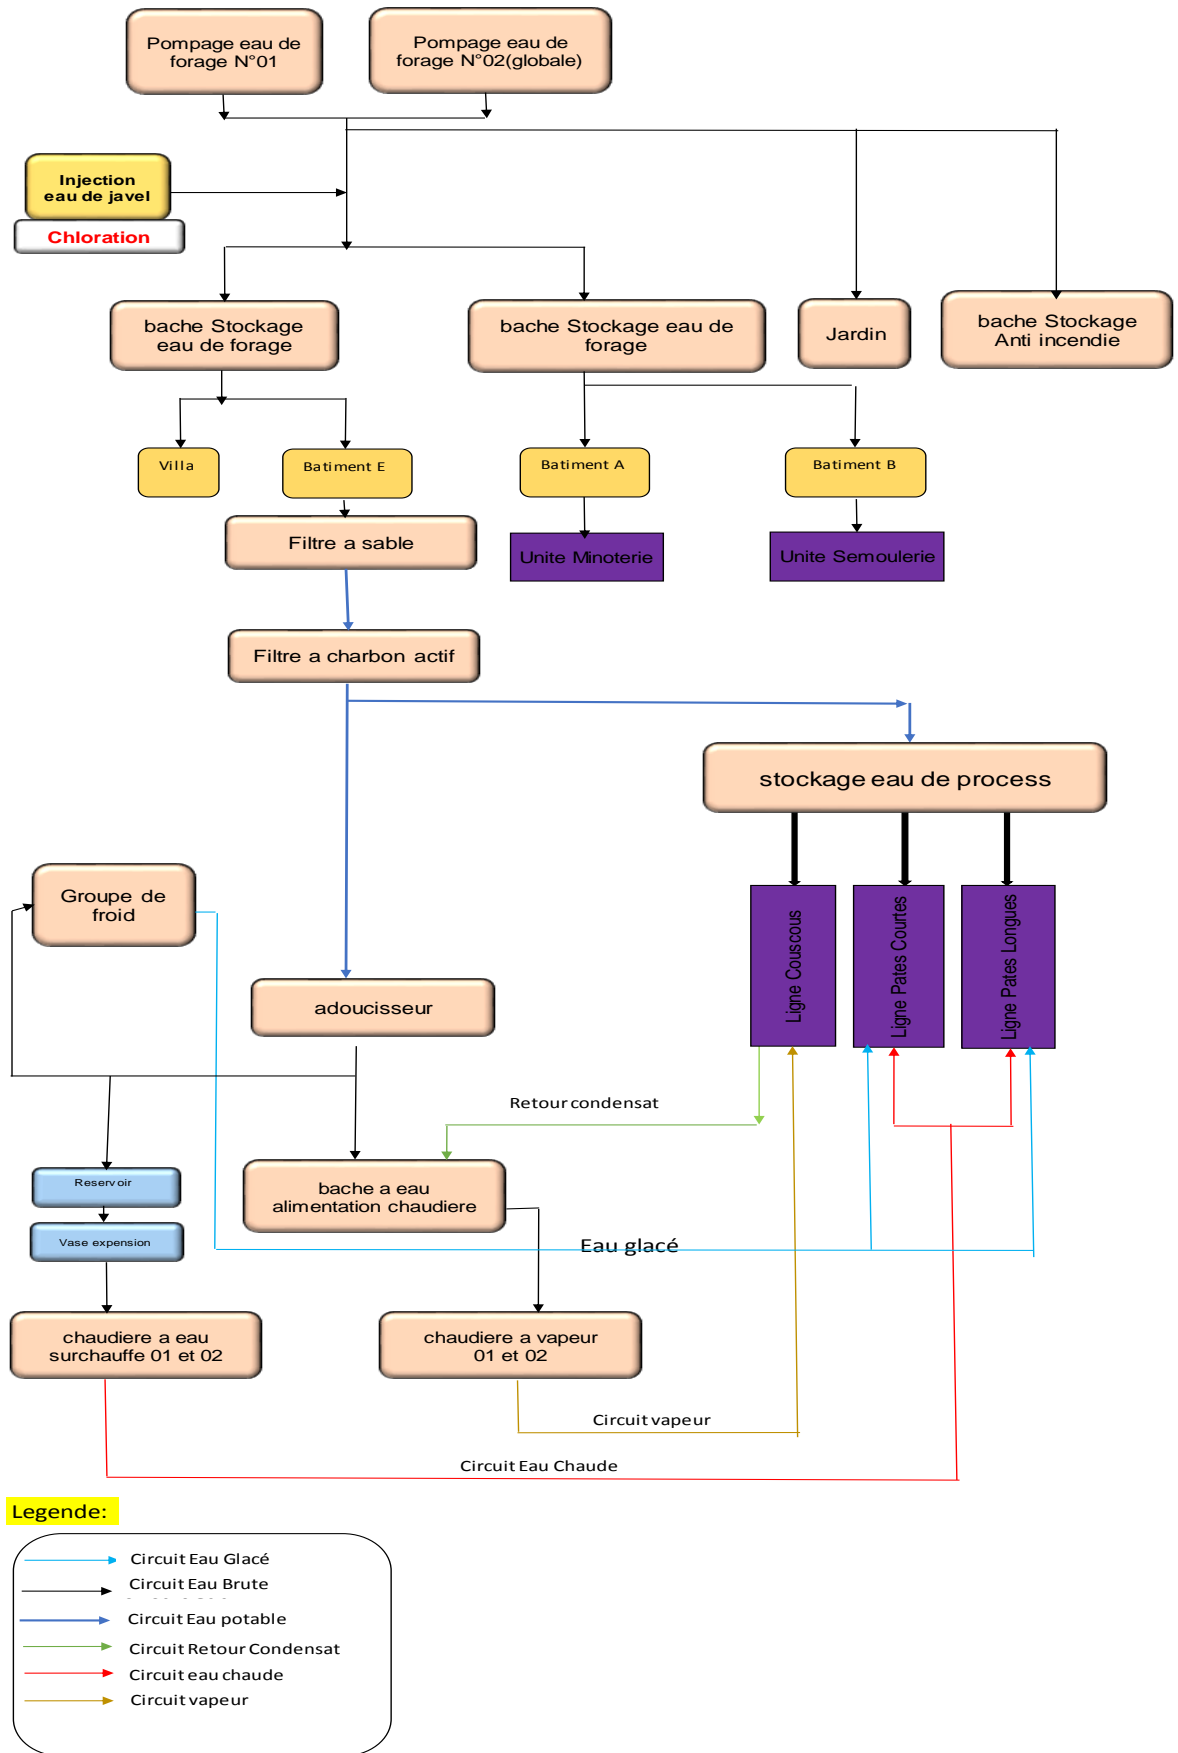 Pompage eau de
forage N°01
Pompage eau de
forage N°02(globale)
Injection
eau de javel
Chloration
bache Stockage
eau de forage
bache Stockage eau de
forage
Jardin
bache Stockage
Anti incendie
Villa
Batiment E
Batiment A
Batiment B
Filtre a sable
Unite Minoterie
Unite Semoulerie
Filtre a charbon actif
stockage eau de process
Groupe de
froid
Ligne Couscous
Ligne Pates Courtes
Ligne Pates Longues
adoucisseur
Retour condensat
Reservoir
bache a eau
alimentation chaudiere
Vase expension
Eau glacé
chaudiere a eau
surchauffe 01 et 02
chaudiere a vapeur
01 et 02
Circuit vapeur
Circuit Eau Chaude
Legende:
Circuit Eau Glacé
Circuit Eau Brute
Circuit Eau potable
Circuit Retour Condensat
Circuit eau chaude
Circuit vapeur